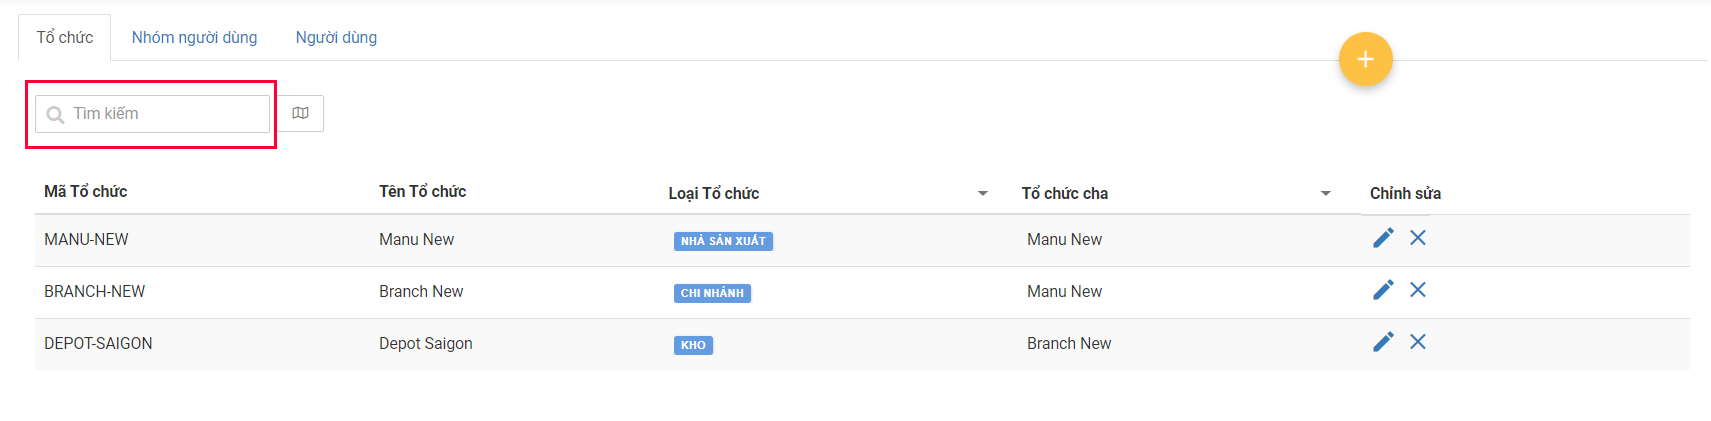 Tổ chức Nhóm người dùng Người dùng
+
Tìm kiếm
Mã Tổ chức Tên Tổ chức Loại Tổ chức Tổ chức cha Chỉnh sửa
MANU-NEW Manu New NHÀ SẢN XUẤT Manu New
BRANCH-NEW Branch New CHI NHÁNH Manu New
DEPOT-SAIGON Depot Saigon KHO Branch New